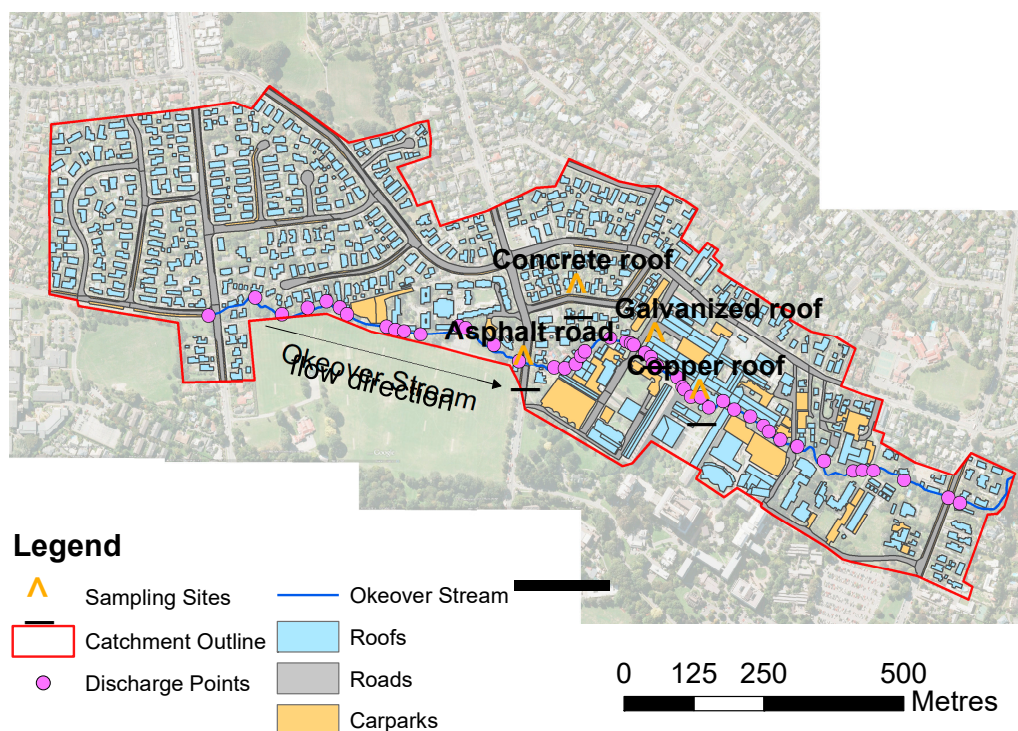 Concrete roof
Galvanized roof
Asphalt road
Copper roof
Okeover Stream
flow direction
Legend
Sampling Sites
Catchment Outline
Discharge Points
Okeover Stream
Roofs
Roads
Carparks
0 125 250 500
Metres